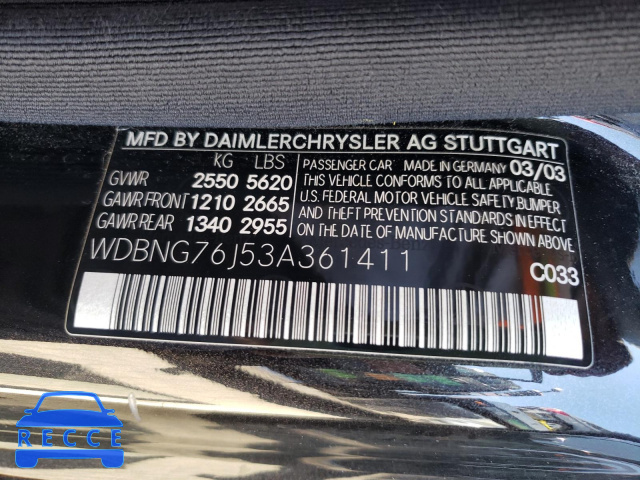 MFD BY DAIMLERCHRYSLER AG STUTTGART
KG LBS
GVWR 2550 5620
GAWR FRONT 1210 2665
GAWR REAR 1340 2955
PASSENGER CAR MADE IN GERMANY 03/03
THIS VEHICLE CONFORMS TO ALL APPLICABLE
U.S. FEDERAL MOTOR VEHICLE SAFETY, BUMPER
AND THEFT PREVENTION STANDARDS IN EFFECT
ON THE DATE OF MANUFACTURE SHOWN ABOVE.
WDBNG76J53A361411
C033
RECCE